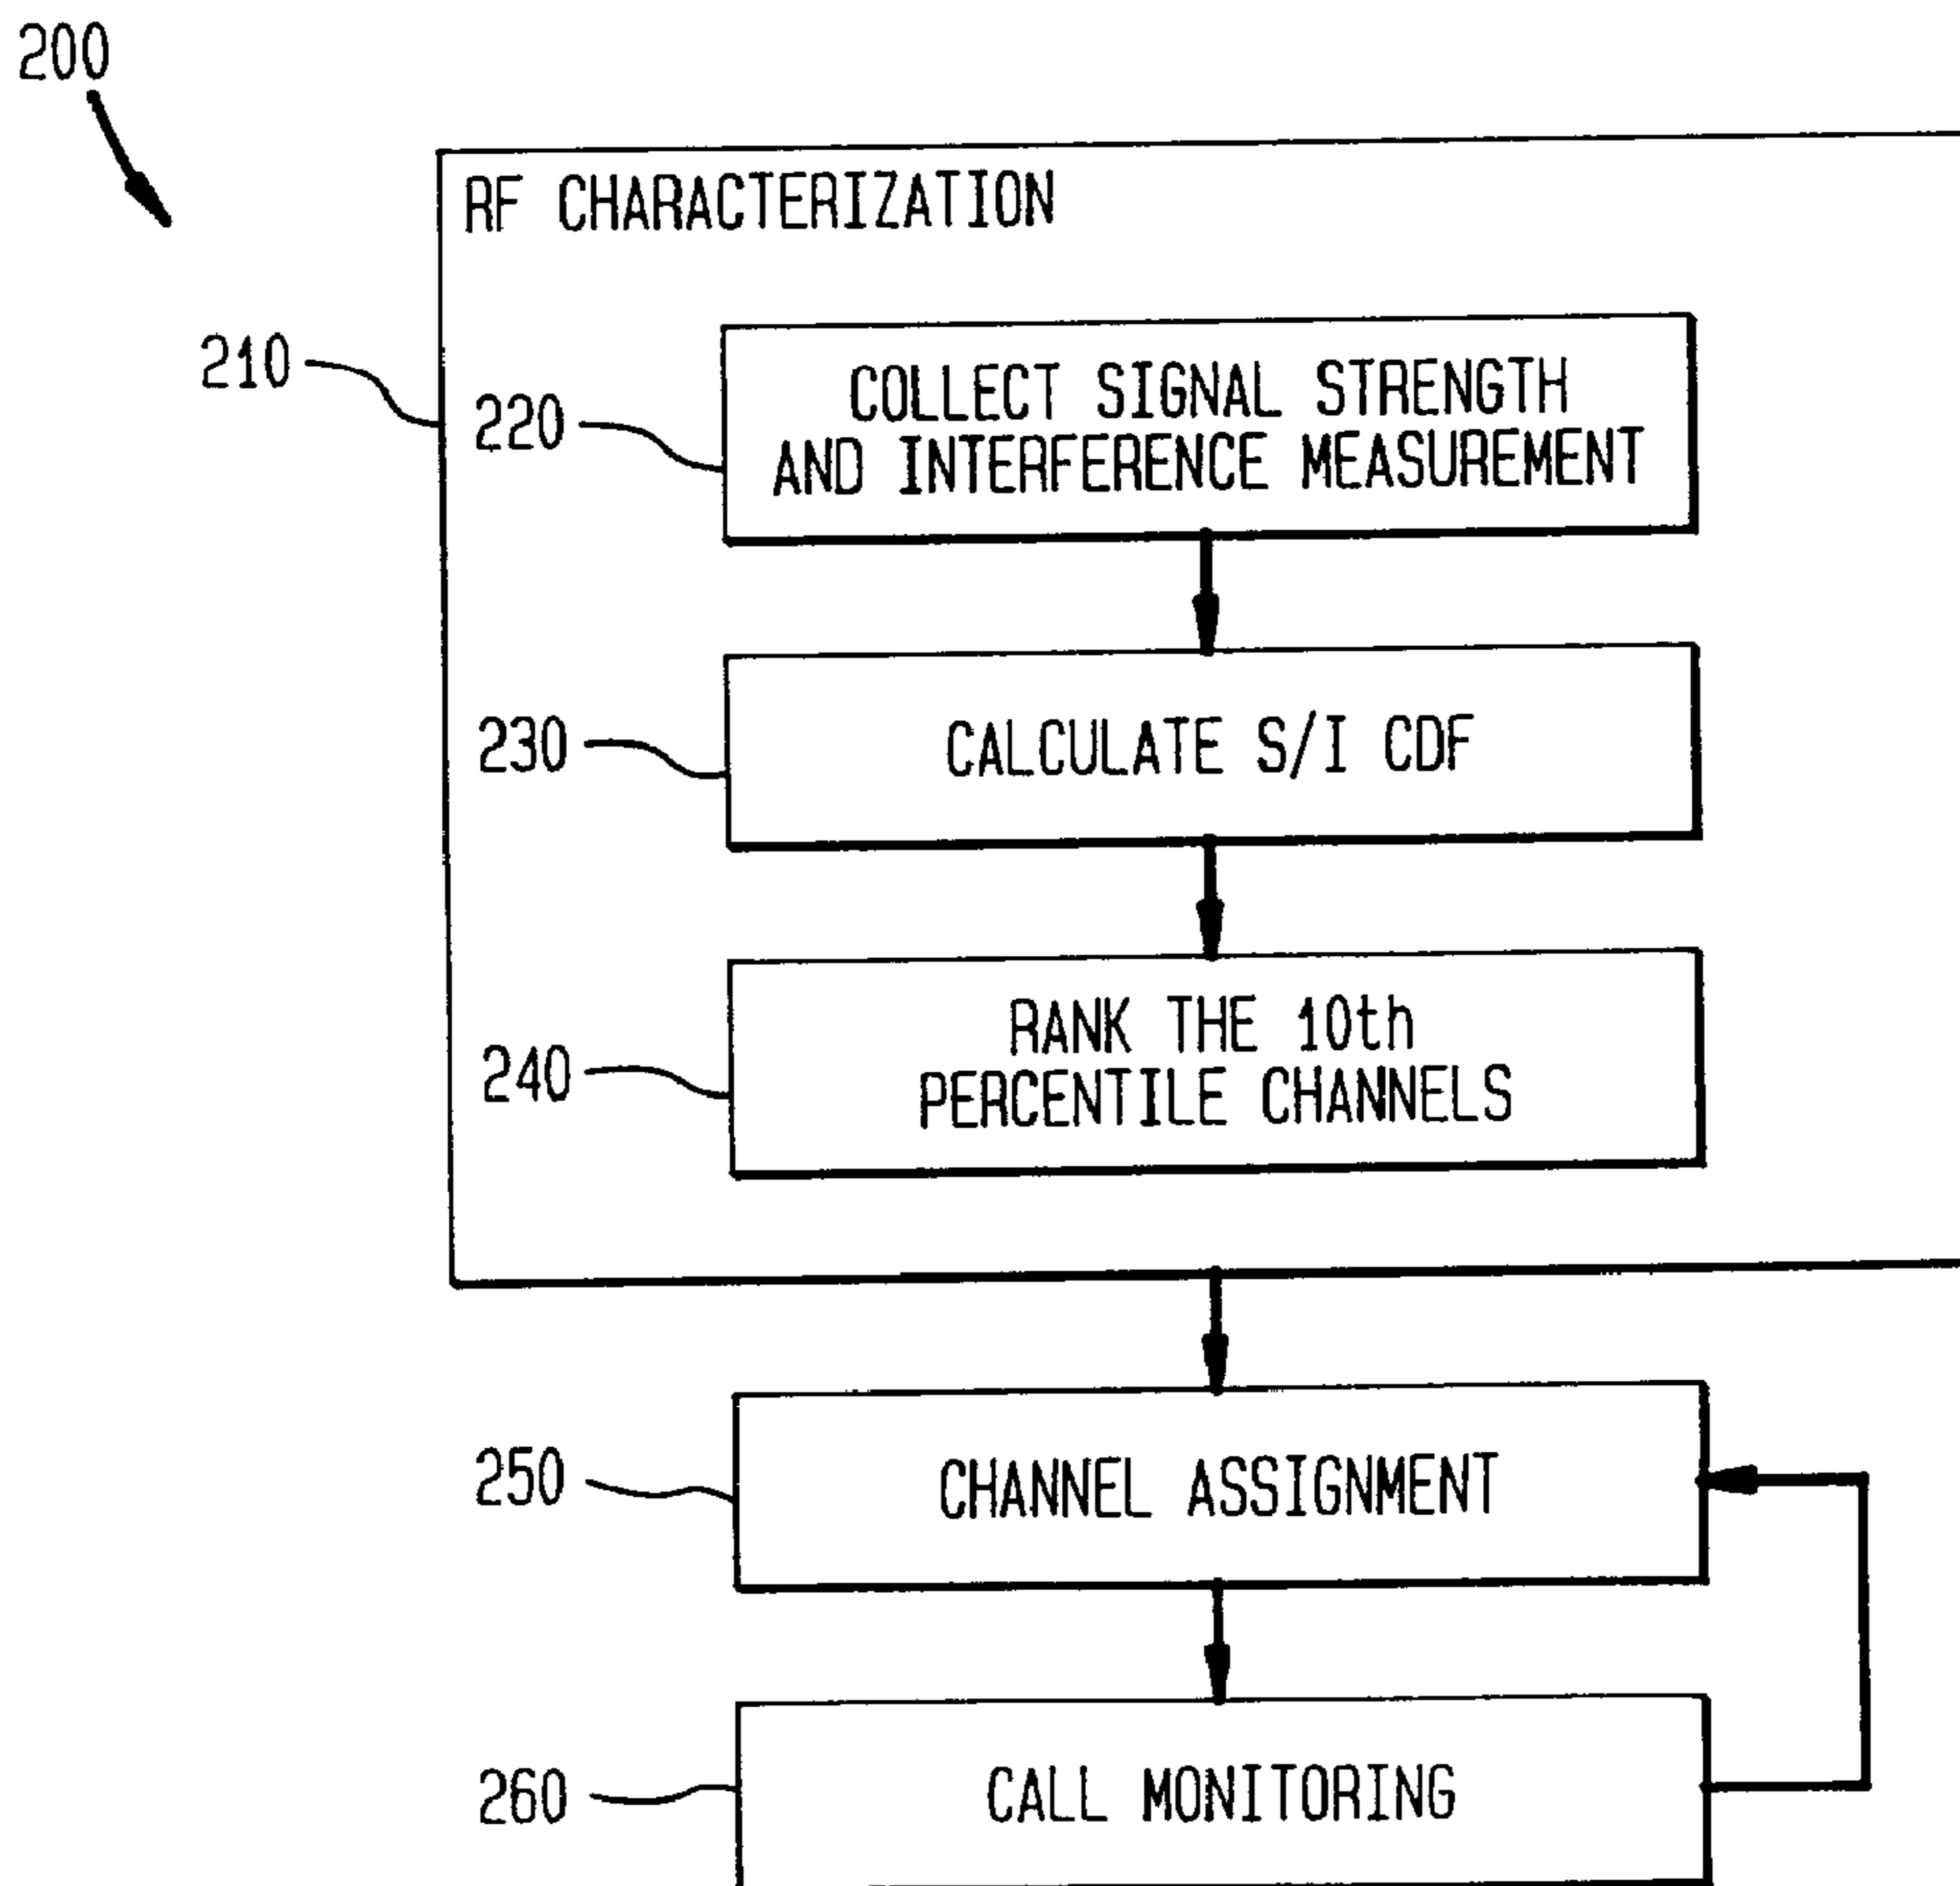 200
RF CHARACTERIZATION
210
220
COLLECT SIGNAL STRENGTH
AND INTERFERENCE MEASUREMENT
230
CALCULATE S/I CDF
240
RANK THE 10th
PERCENTILE CHANNELS
250
CHANNEL ASSIGNMENT
260
CALL MONITORING